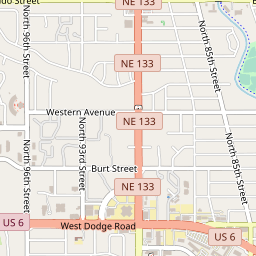 Street
NE 133
North 96th Street
North 85th Street
NE 133
Western Avenue
NE 133
North 93rd Street
Burt Street
North 96th Street
North 85th Street
NE 133
US 6
West Dodge Road
US 6